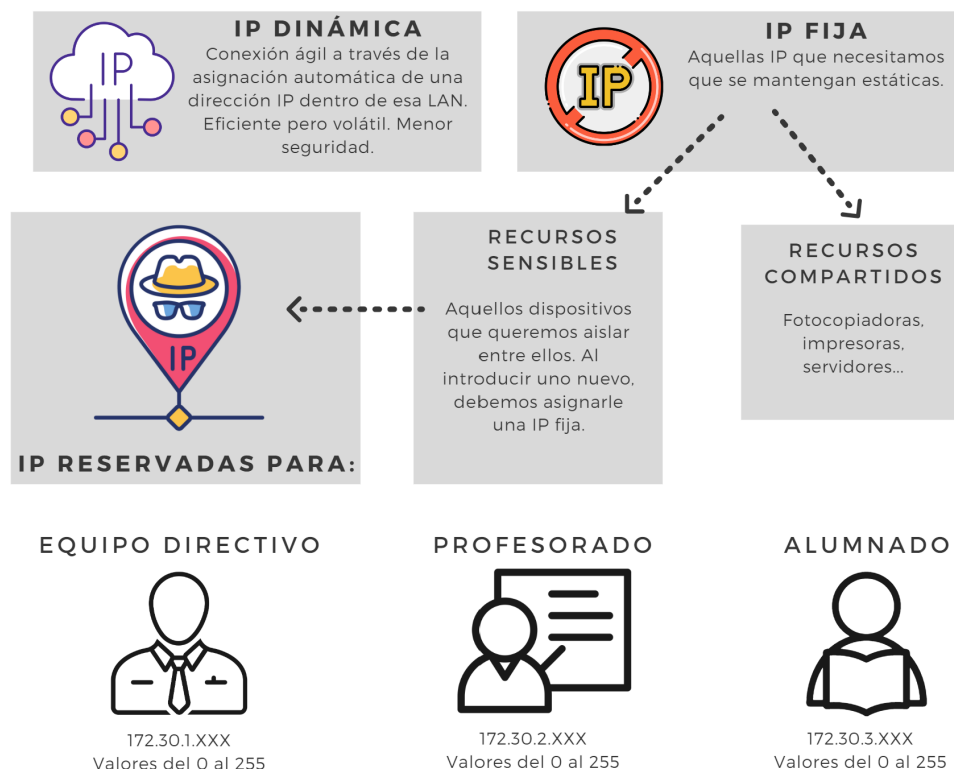 IP DINÁMICA
Conexión ágil a través de la
asignación automática de una
dirección IP dentro de esa LAN.
Eficiente pero volátil. Menor
seguridad.
IP
IP FIJA
Aquellas IP que necesitamos
que se mantengan estáticas.
IP
IP
IP RESERVADAS PARA:
RECURSOS
SENSIBLES
Aquellos dispositivos
que queremos aislar
entre ellos. Al
introducir uno nuevo,
debemos asignarle
una IP fija.
RECURSOS
COMPARTIDOS
Fotocopiadoras,
impresoras,
servidores...
EQUIPO DIRECTIVO
172.30.1.XXX
Valores del 0 al 255
PROFESORADO
172.30.2.XXX
Valores del 0 al 255
ALUMNADO
172.30.3.XXX
Valores del 0 al 255